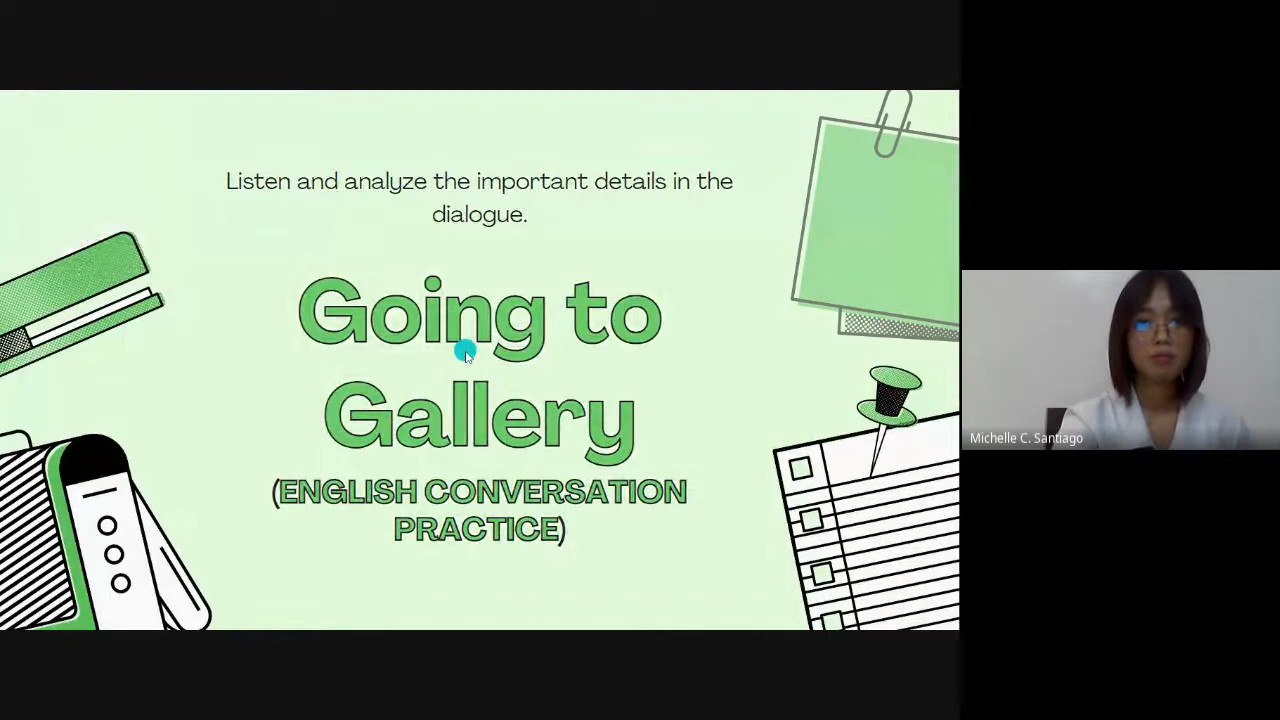 Listen and analyze the important details in the
dialogue.
Going to
Gallery
(ENGLISH CONVERSATION
PRACTICE)
Michelle C. Santiago